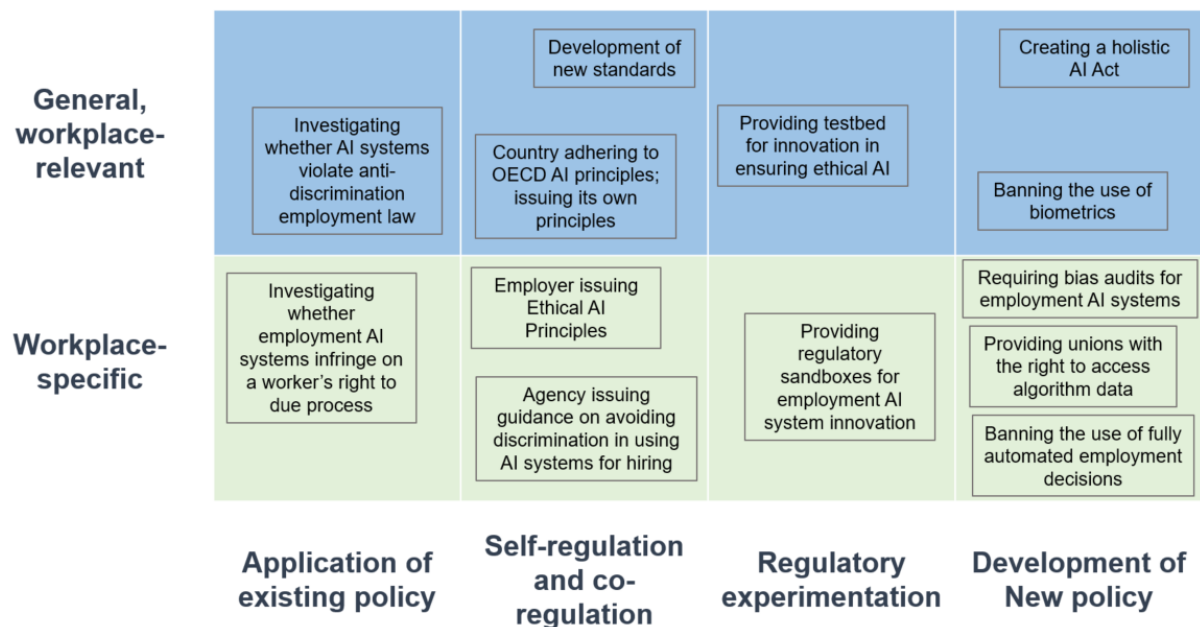 General,
workplace-
relevant
Investigating
whether AI systems
violate anti-
discrimination
employment law
Development of
new standards
Country adhering to
OECD AI principles;
issuing its own
principles
Providing testbed
for innovation in
ensuring ethical AI
Creating a holistic
AI Act
Banning the use of
biometrics
Workplace-
specific
Investigating
whether
employment AI
systems infringe on
a worker's right to
due process
Employer issuing
Ethical AI
Principles
Agency issuing
guidance on avoiding
discrimination in using
AI systems for hiring
Providing
regulatory
sandboxes for
employment AI
system innovation
Requiring bias audits for
employment AI systems
Providing unions with
the right to access
algorithm data
Banning the use of fully
automated employment
decisions
Application of
existing policy
Self-regulation
and co-
regulation
Regulatory
experimentation
Development of
New policy